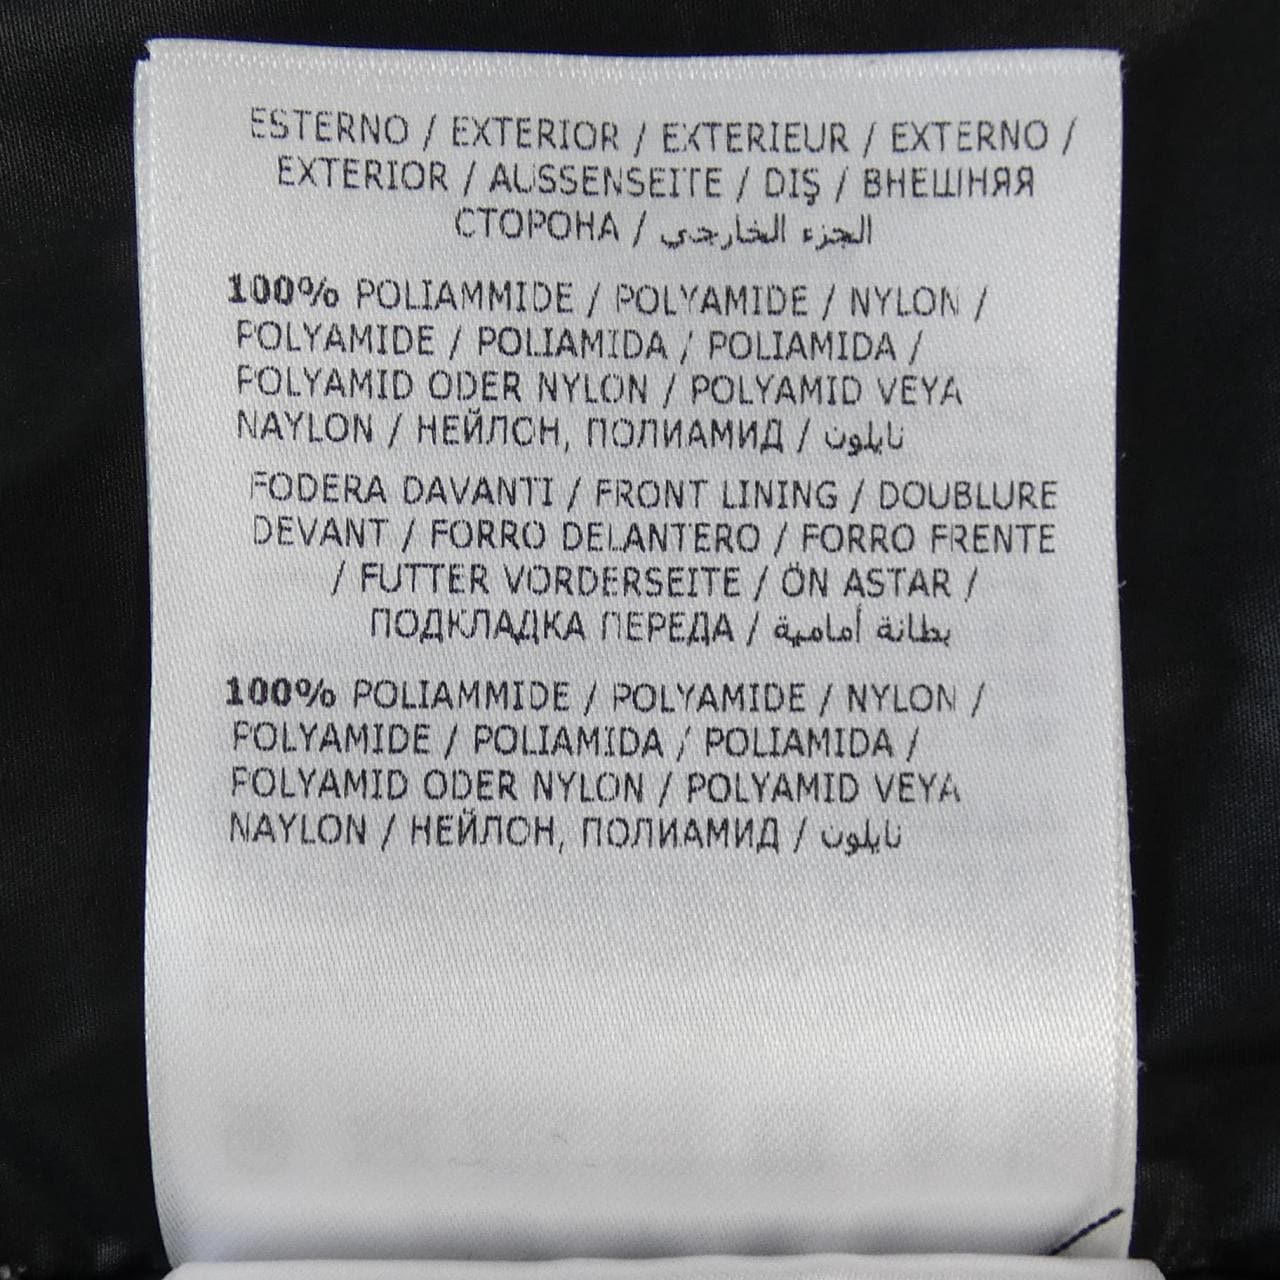 ESTERNO / EXTERIOR / EXTERIEUR / EXTERNO /
EXTERIOR / AUSSENSEITE / DIŞ / ВНЕШНЯЯ
СТОРОНА / الجزء الخارجي
100% POLIAMMIDE / POLYAMIDE / NYLON /
POLYAMIDE / POLIAMIDA / POLIAMIDA /
POLYAMID ODER NYLON / POLYAMID VEYA
NAYLON / НЕЙЛОН, ПОЛИАМИД / نايلون
FODERA DAVANTI / FRONT LINING / DOUBLURE
DEVANT / FORRO DELANTERO / FORRO FRENTE
/ FUTTER VORDERSEITE / ÖN ASTAR /
ПОДКЛАДКА ПЕРЕДА / بطانة أمامية
100% POLIAMMIDE / POLYAMIDE / NYLON /
POLYAMIDE / POLIAMIDA / POLIAMIDA /
POLYAMID ODER NYLON / POLYAMID VEYA
NAYLON / НЕЙЛОН, ПОЛИАМИД / نايلون